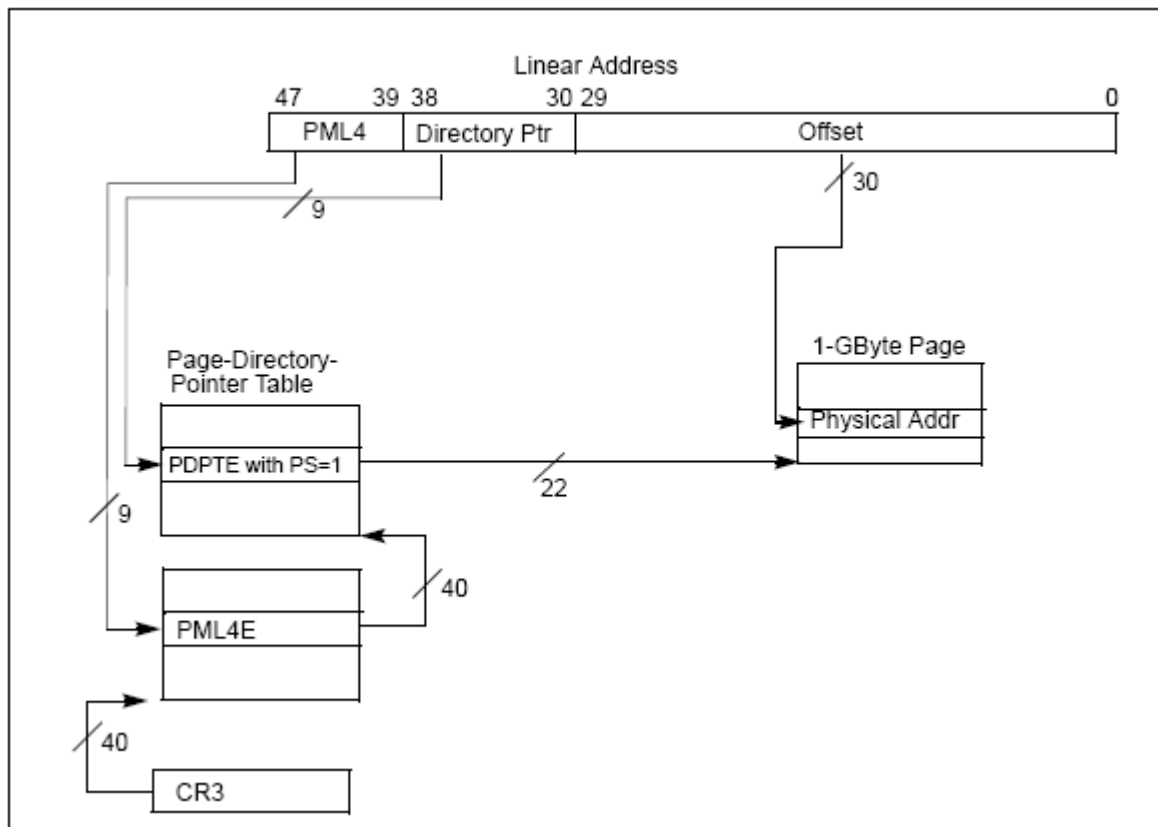 Linear Address
47 39 38 30 29 0
PML4 Directory Ptr Offset
9 30
1-GByte Page
Page-Directory-
Pointer Table
Physical Addr
PDPTE with PS=1
22
9
40
PML4E
40
CR3